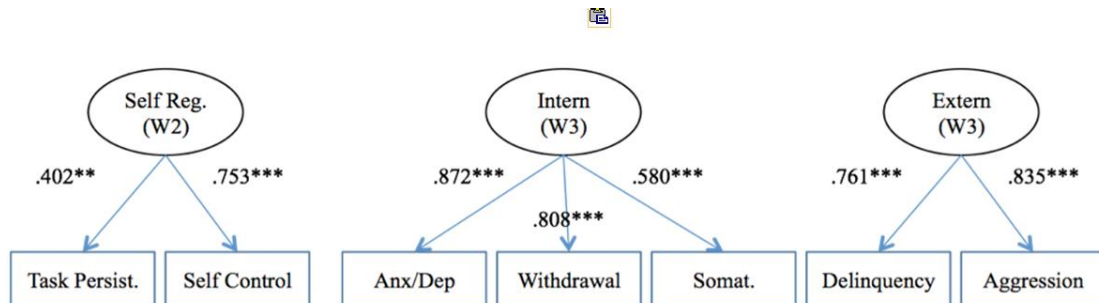 Self Reg.
(W2)
Intern
(W3)
Extern
(W3)
.402**
.753***
.872***
.580***
.761***
.835***
.808***
Task Persist.
Self Control
Anx/Dep
Withdrawal
Somat.
Delinquency
Aggression